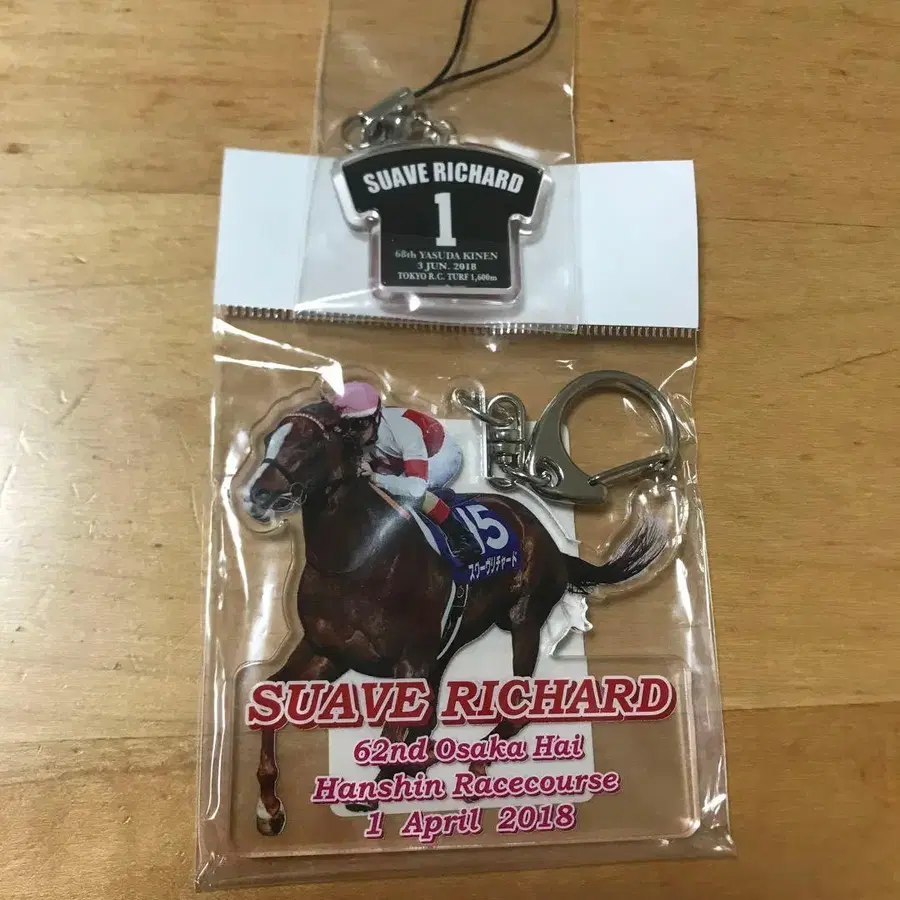 SUAVE RICHARD
1
68th YASUDA KINEN
3 JUN. 2018
TOKYO R.C. TURF 1,600m
15
スワーヴリチャード
SUAVE RICHARD
62nd Osaka Hai
Hanshin Racecourse
1 April 2018